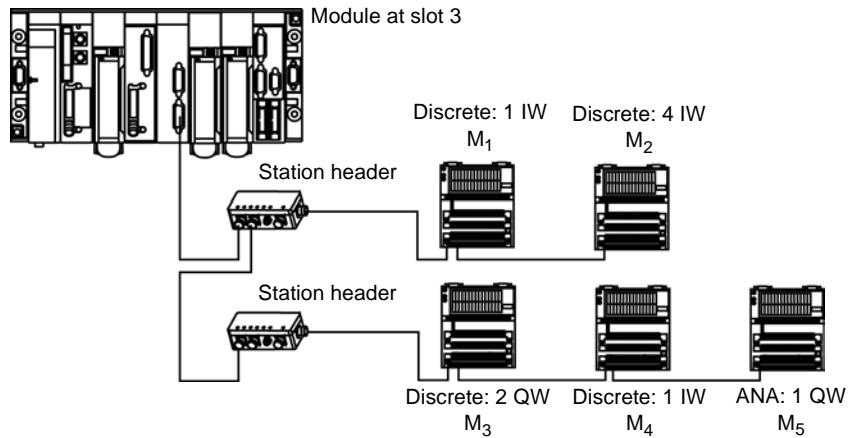 Module at slot 3
Discrete: 1 IW
M₁
Discrete: 4 IW
M₂
Station header
Station header
Discrete: 2 QW
M₃
Discrete: 1 IW
M₄
ANA: 1 QW
M₅